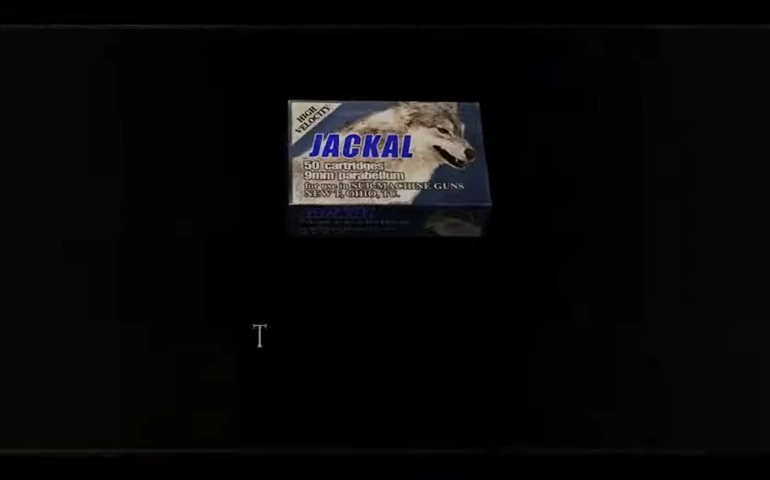 HIGH
VELOCITY
JACKAL
50 cartridges
9mm parabellum
for use in SUB-MACHINE GUNS
T